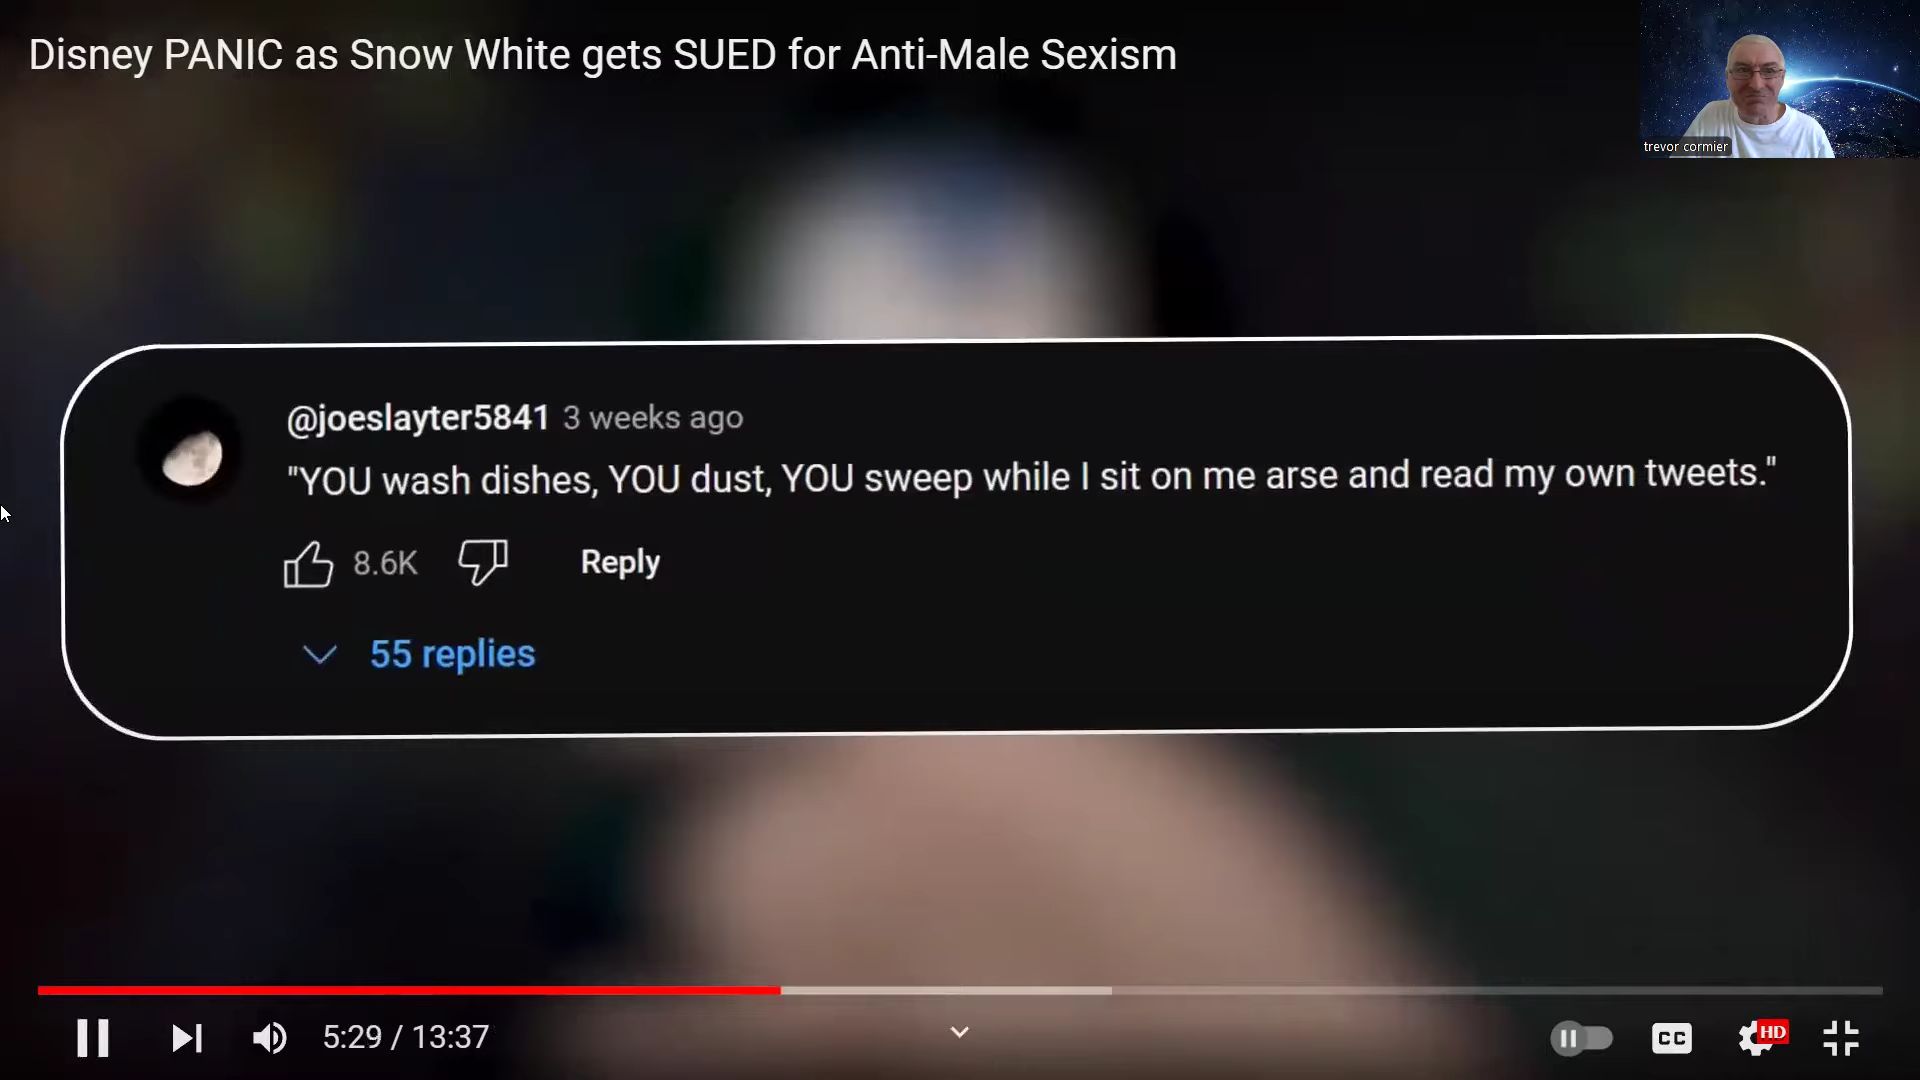 Disney PANIC as Snow White gets SUED for Anti-Male Sexism
trevor cormier
@joeslayter5841 3 weeks ago
"YOU wash dishes, YOU dust, YOU sweep while I sit on me arse and read my own tweets."
8.6K Reply
55 replies
5:29 / 13:37
CC HD